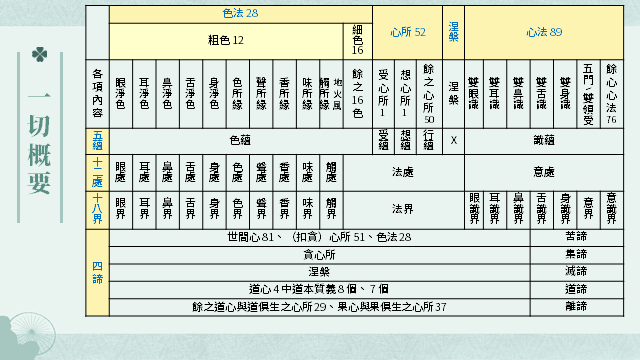 一切概要
色法 28
心所 52
涅槃
心法 89
粗色 12
細色 16
各項內容
眼淨色
耳淨色
鼻淨色
舌淨色
身淨色
色所緣
聲所緣
香所緣
味所緣
觸所緣 地火風
餘之16色
受心所1
想心所1
餘之心所50
涅槃
雙眼識
雙耳識
雙鼻識
雙舌識
雙身識
五門、雙領受
餘心心法76
五蘊
色蘊
受蘊
想蘊
行蘊
X
識蘊
十二處
眼處
耳處
鼻處
舌處
身處
色處
聲處
香處
味處
觸處
法處
意處
十八界
眼界
耳界
鼻界
舌界
身界
色界
聲界
香界
味界
觸界
法界
眼識界
耳識界
鼻識界
舌識界
身識界
意界
意識界
四諦
世間心 81、（扣貪）心所 51、色法 28
苦諦
貪心所
集諦
涅槃
滅諦
道心 4 中道本質義 8 個、7 個
道諦
餘之道心與道俱生之心所 29、果心與果俱生之心所 37
離諦